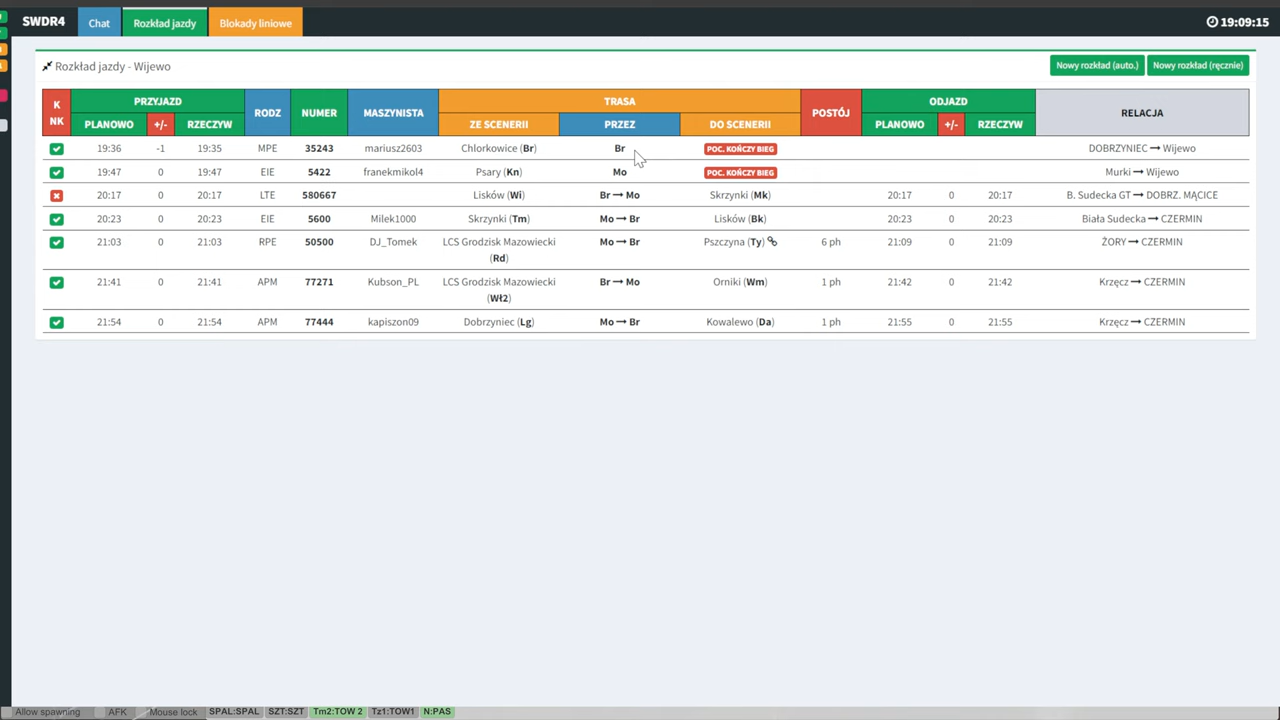 SWDR4 Chat Rozkład jazdy Blokady liniowe 19:09:15
Rozkład jazdy - Wijewo Nowy rozkład (auto.) Nowy rozkład (ręcznie)
K NK PRZYJAZD RODZ NUMER MASZYNISTA TRASA POSTÓJ ODJAZD RELACJA
PLANOWO +/- RZECZYW ZE SCENERII PRZEZ DO SCENERII PLANOWO +/- RZECZYW
19:36 -1 19:35 MPE 35243 mariusz2603 Chlorkowice (Br) Br POC. KOŃCZY BIEG DOBRZYNIEC → Wijewo
19:47 0 19:47 EIE 5422 franekmikol4 Psary (Kn) Mo POC. KOŃCZY BIEG Murki → Wijewo
20:17 0 20:17 LTE 580667 Lisków (Wi) Br → Mo Skrzynki (Mk) 20:17 0 20:17 B. Sudecka GT → DOBRZ. MĄCICE
20:23 0 20:23 EIE 5600 Milek1000 Skrzynki (Tm) Mo → Br Lisków (Bk) 20:23 0 20:23 Biała Sudecka → CZERMIN
21:03 0 21:03 RPE 50500 DJ_Tomek LCS Grodzisk Mazowiecki Mo → Br Pszczyna (Ty) 6 ph 21:09 0 21:09 ŻORY → CZERMIN
(Rd)
21:41 0 21:41 APM 77271 Kubson_PL LCS Grodzisk Mazowiecki Br → Mo Orniki (Wm) 1 ph 21:42 0 21:42 Krzęcz → CZERMIN
(Wł2)
21:54 0 21:54 APM 77444 kapiszon09 Dobrzyniec (Lg) Mo → Br Kowalewo (Da) 1 ph 21:55 0 21:55 Krzęcz → CZERMIN
Allow spawning AFK Mouse lock SPAL:SPAL SZT:SZT Tm2:TOW 2 Tz1:TOW1 N:PAS